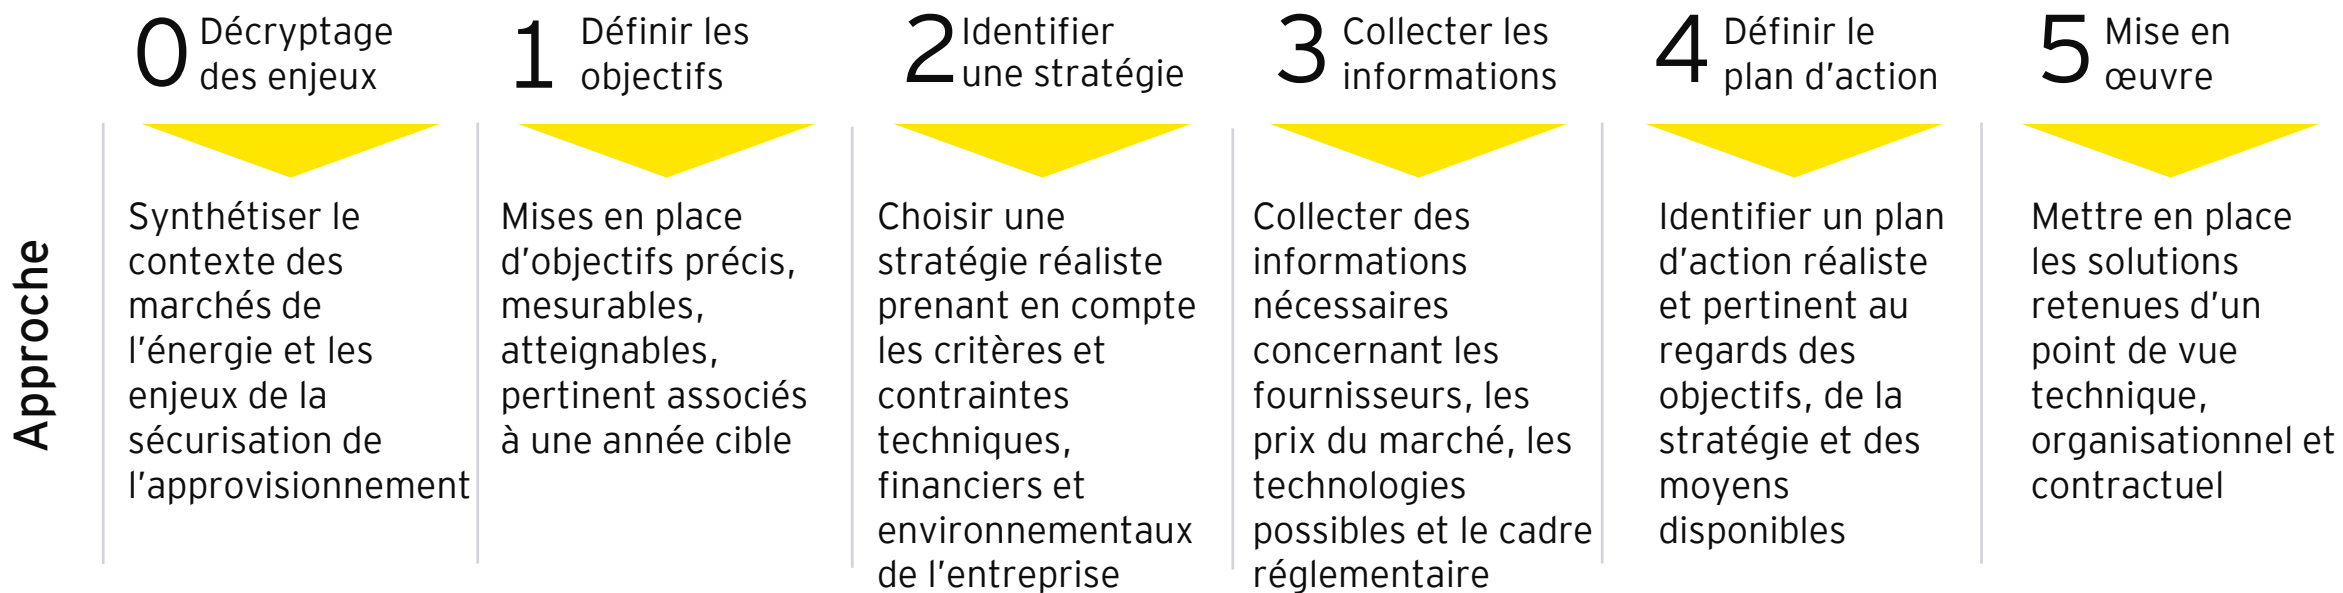 0
Décryptage
des enjeux
1
Définir les
objectifs
2
Identifier
une stratégie
3
Collecter les
informations
4
Définir le
plan d’action
5
Mise en
œuvre
Approche
Synthétiser le
contexte des
marchés de
l’énergie et les
enjeux de la
sécurisation de
l’approvisionnement
Mises en place
d’objectifs précis,
mesurables,
atteignables,
pertinent associés
à une année cible
Choisir une
stratégie réaliste
prenant en compte
les critères et
contraintes
techniques,
financiers et
environnementaux
de l’entreprise
Collecter des
informations
nécessaires
concernant les
fournisseurs, les
prix du marché, les
technologies
possibles et le cadre
réglementaire
Identifier un plan
d’action réaliste
et pertinent au
regards des
objectifs, de la
stratégie et des
moyens
disponibles
Mettre en place
les solutions
retenues d’un
point de vue
technique,
organisationnel et
contractuel